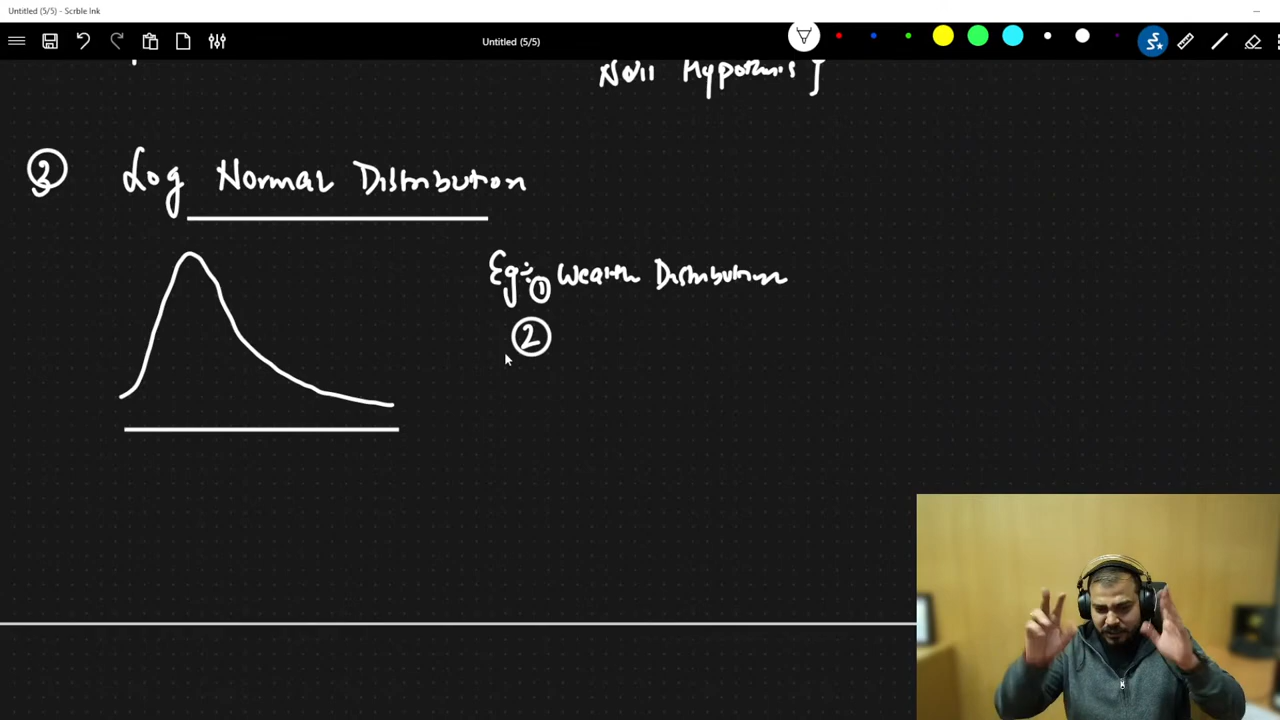 Untitled (5/5) - Scrble Ink
Untitled (5/5)
Null Hypothesis]
③ Log Normal Distribution
Eg:- ① Wealth Distribution
②